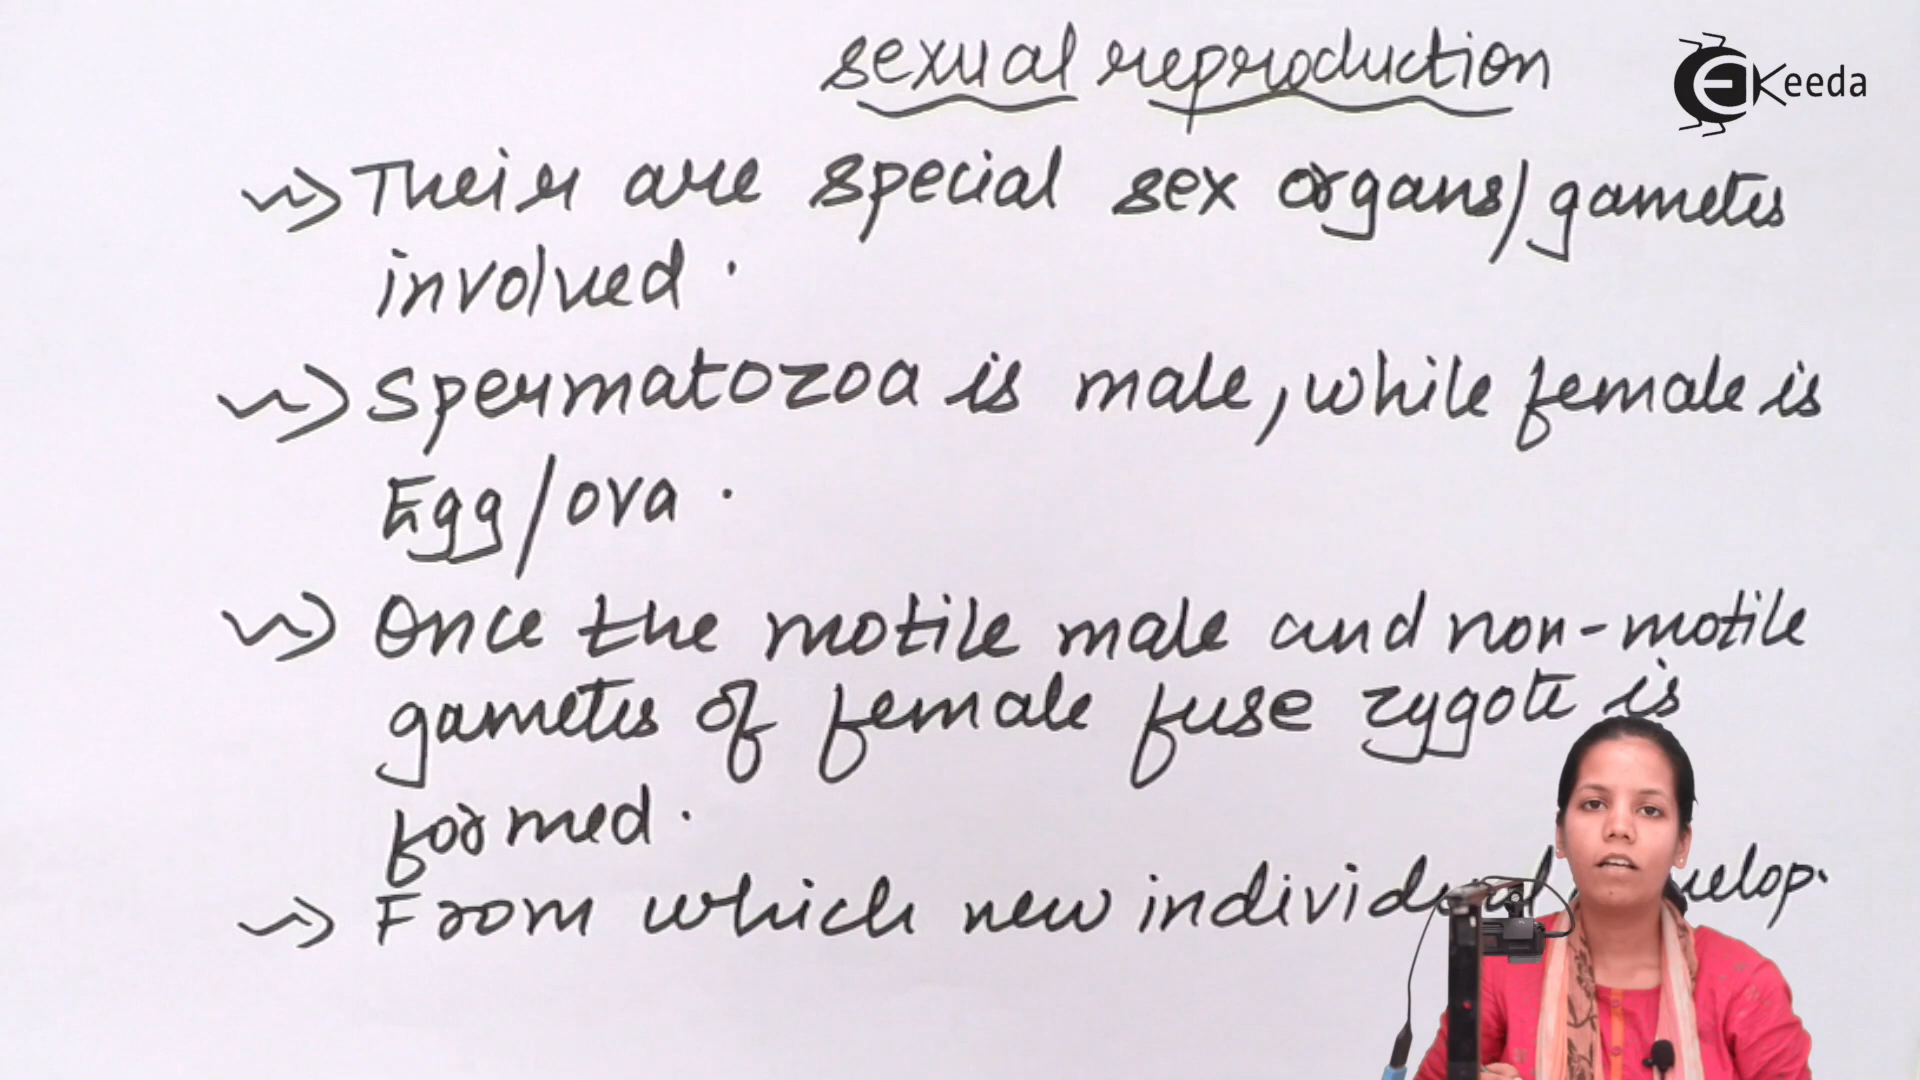 sexual reproduction
EKeeda
Their are special sex organs/gametes
involved.
Spermatozoa is male, while female is
Egg/ova.
Once the motile male and non-motile
gametes of female fuse zygote is
formed.
From which new individual